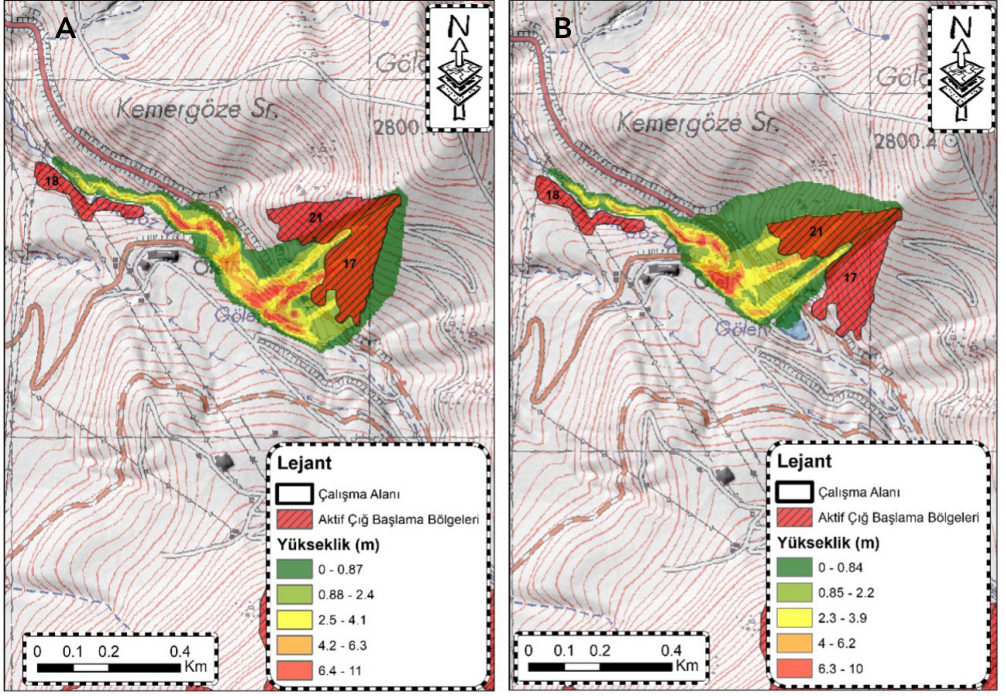 A
N
Kemergöze Sr.
2800.
18
21
17
Lejant
Çalışma Alanı
Aktif Çığ Başlama Bölgeleri
Yükseklik (m)
0 - 0.87
0.88 - 2.4
2.5 - 4.1
4.2 - 6.3
6.4 - 11
0 0.1 0.2 0.4
Km
B
N
Kemergöze Sr.
2800.
18
21
17
Lejant
Çalışma Alanı
Aktif Çığ Başlama Bölgeleri
Yükseklik (m)
0 - 0.84
0.85 - 2.2
2.3 - 3.9
4 - 6.2
6.3 - 10
0 0.1 0.2 0.4
Km